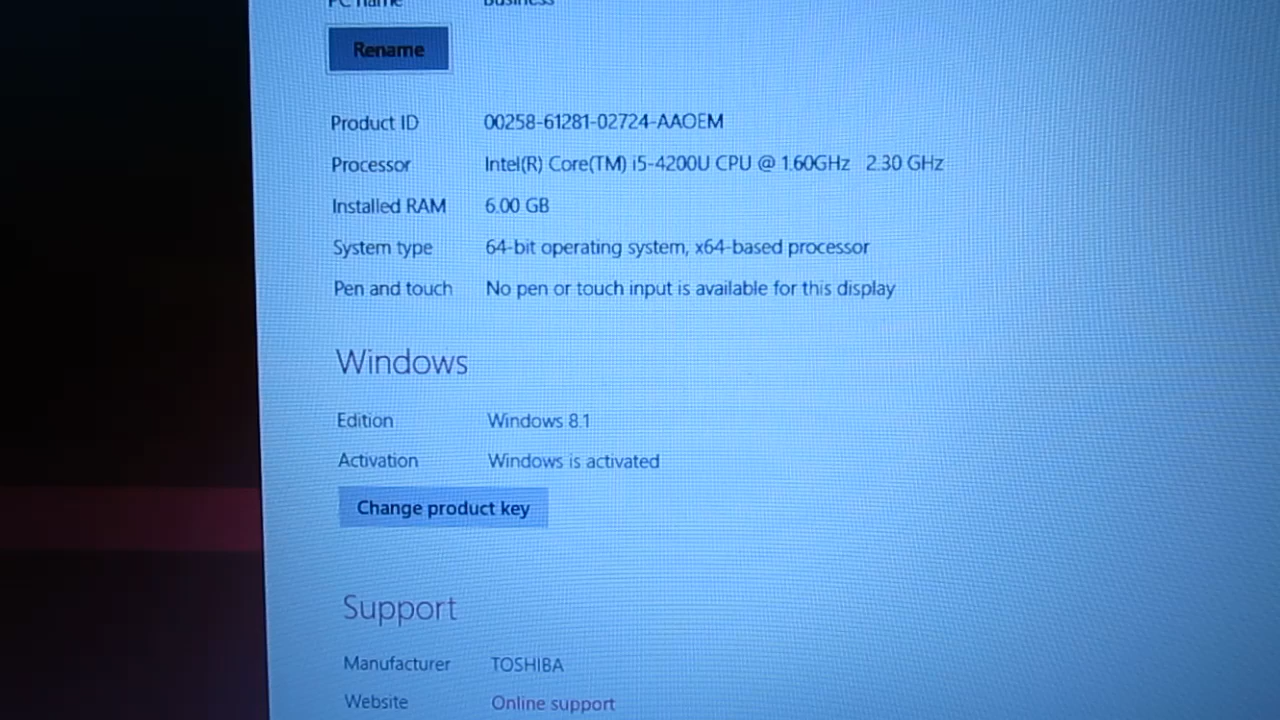 PC name Business
Rename
Product ID 00258-61281-02724-AAOEM
Processor Intel(R) Core(TM) i5-4200U CPU @ 1.60GHz 2.30 GHz
Installed RAM 6.00 GB
System type 64-bit operating system, x64-based processor
Pen and touch No pen or touch input is available for this display
Windows
Edition Windows 8.1
Activation Windows is activated
Change product key
Support
Manufacturer TOSHIBA
Website Online support